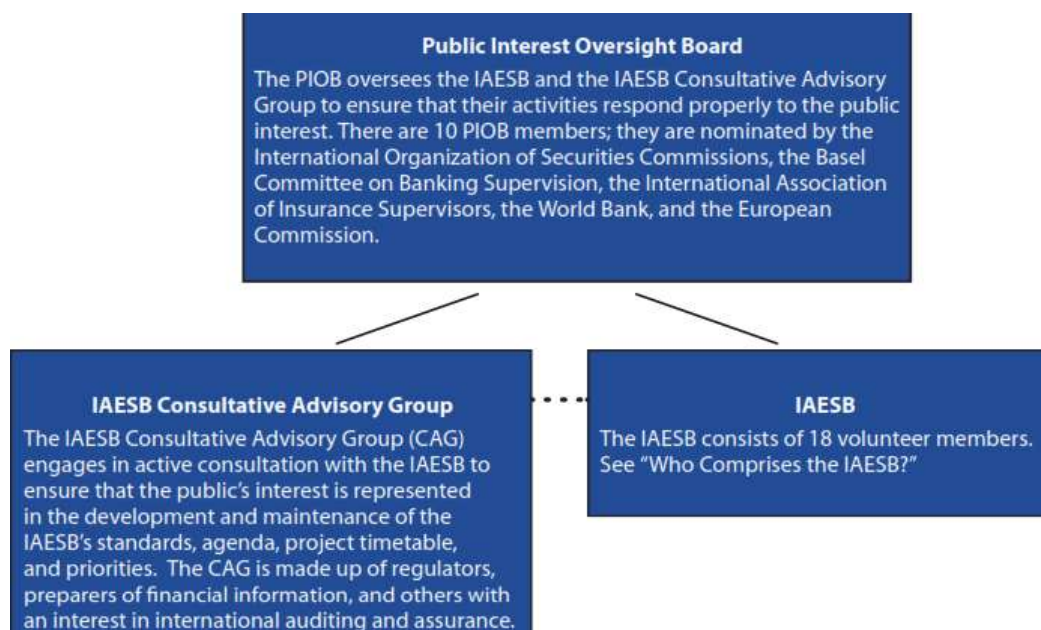 Public Interest Oversight Board
The PIOB oversees the IAESB and the IAESB Consultative Advisory
Group to ensure that their activities respond properly to the public
interest. There are 10 PIOB members; they are nominated by the
International Organization of Securities Commissions, the Basel
Committee on Banking Supervision, the International Association
of Insurance Supervisors, the World Bank, and the European
Commission.
IAESB Consultative Advisory Group
The IAESB Consultative Advisory Group (CAG)
engages in active consultation with the IAESB to
ensure that the public’s interest is represented
in the development and maintenance of the
IAESB’s standards, agenda, project timetable,
and priorities.  The CAG is made up of regulators,
preparers of financial information, and others with
an interest in international auditing and assurance.
IAESB
The IAESB consists of 18 volunteer members.
See “Who Comprises the IAESB?”